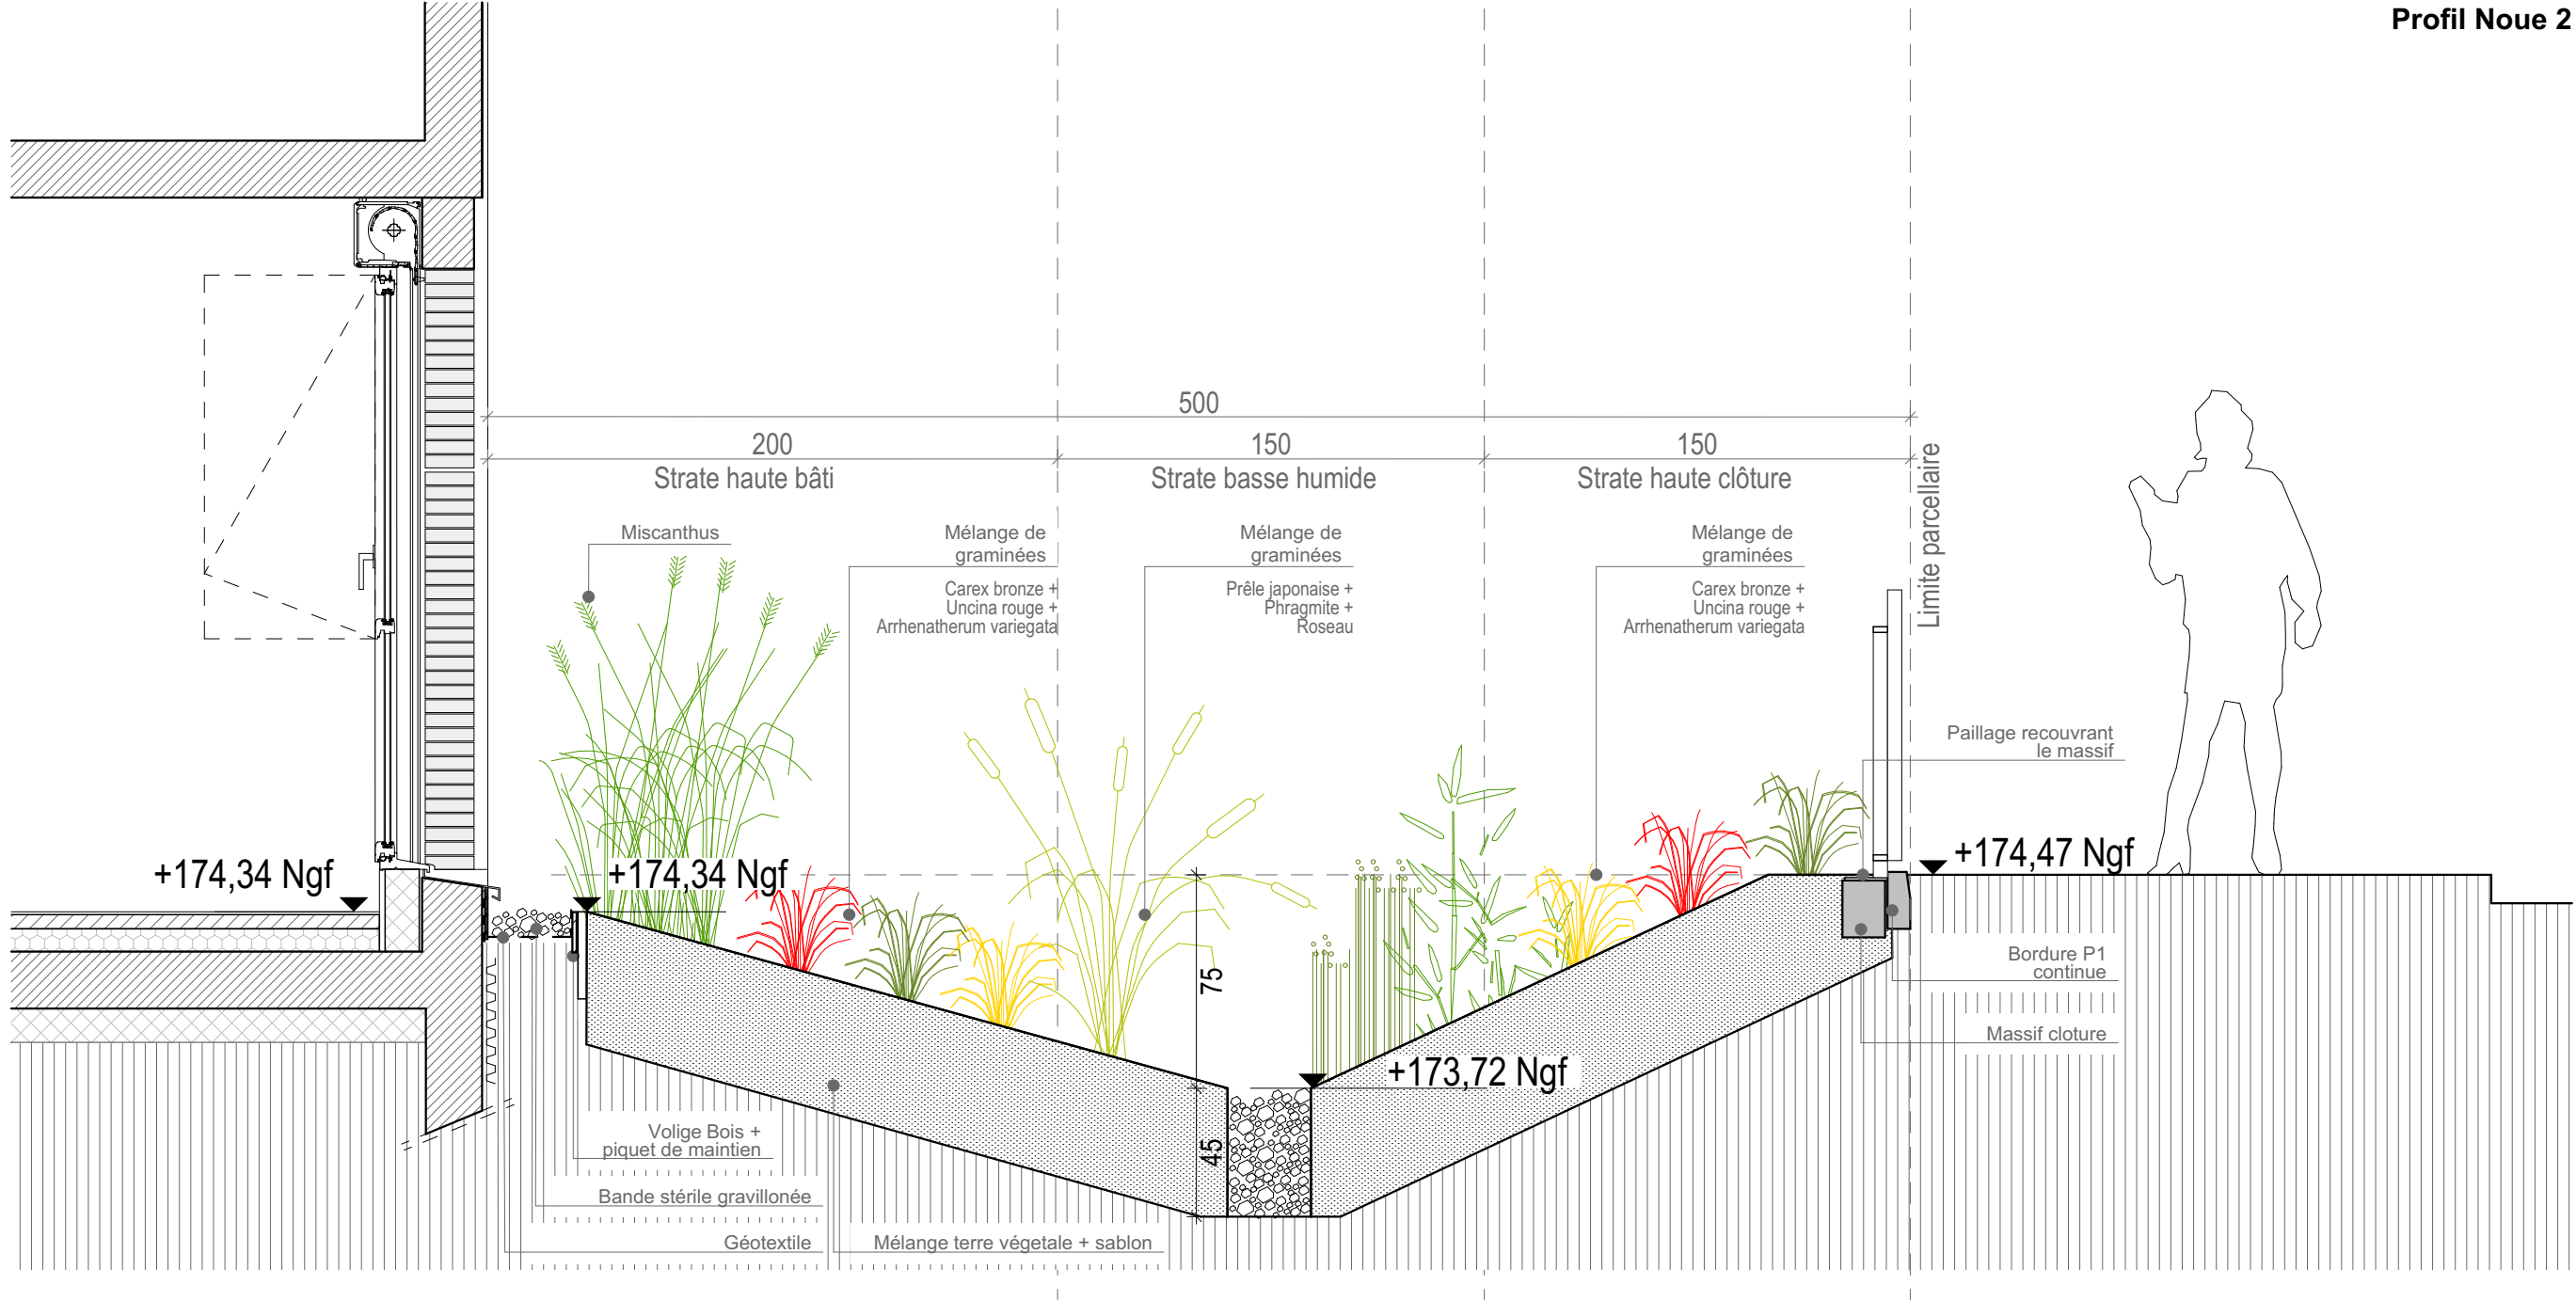 Profil Noue 2
500
200
150
150
Strate haute bâti
Strate basse humide
Strate haute clôture
Limite parcellaire
Miscanthus
Mélange de
graminées
Carex bronze +
Uncina rouge +
Arrhenatherum variegata
Mélange de
graminées
Prêle japonaise +
Phragmite +
Roseau
Mélange de
graminées
Carex bronze +
Uncina rouge +
Arrhenatherum variegata
Paillage recouvrant
le massif
+174,34 Ngf
+174,34 Ngf
+174,47 Ngf
75
Bordure P1
continue
Massif cloture
+173,72 Ngf
45
Volige Bois +
piquet de maintien
Bande stérile gravillonée
Géotextile
Mélange terre végetale + sablon